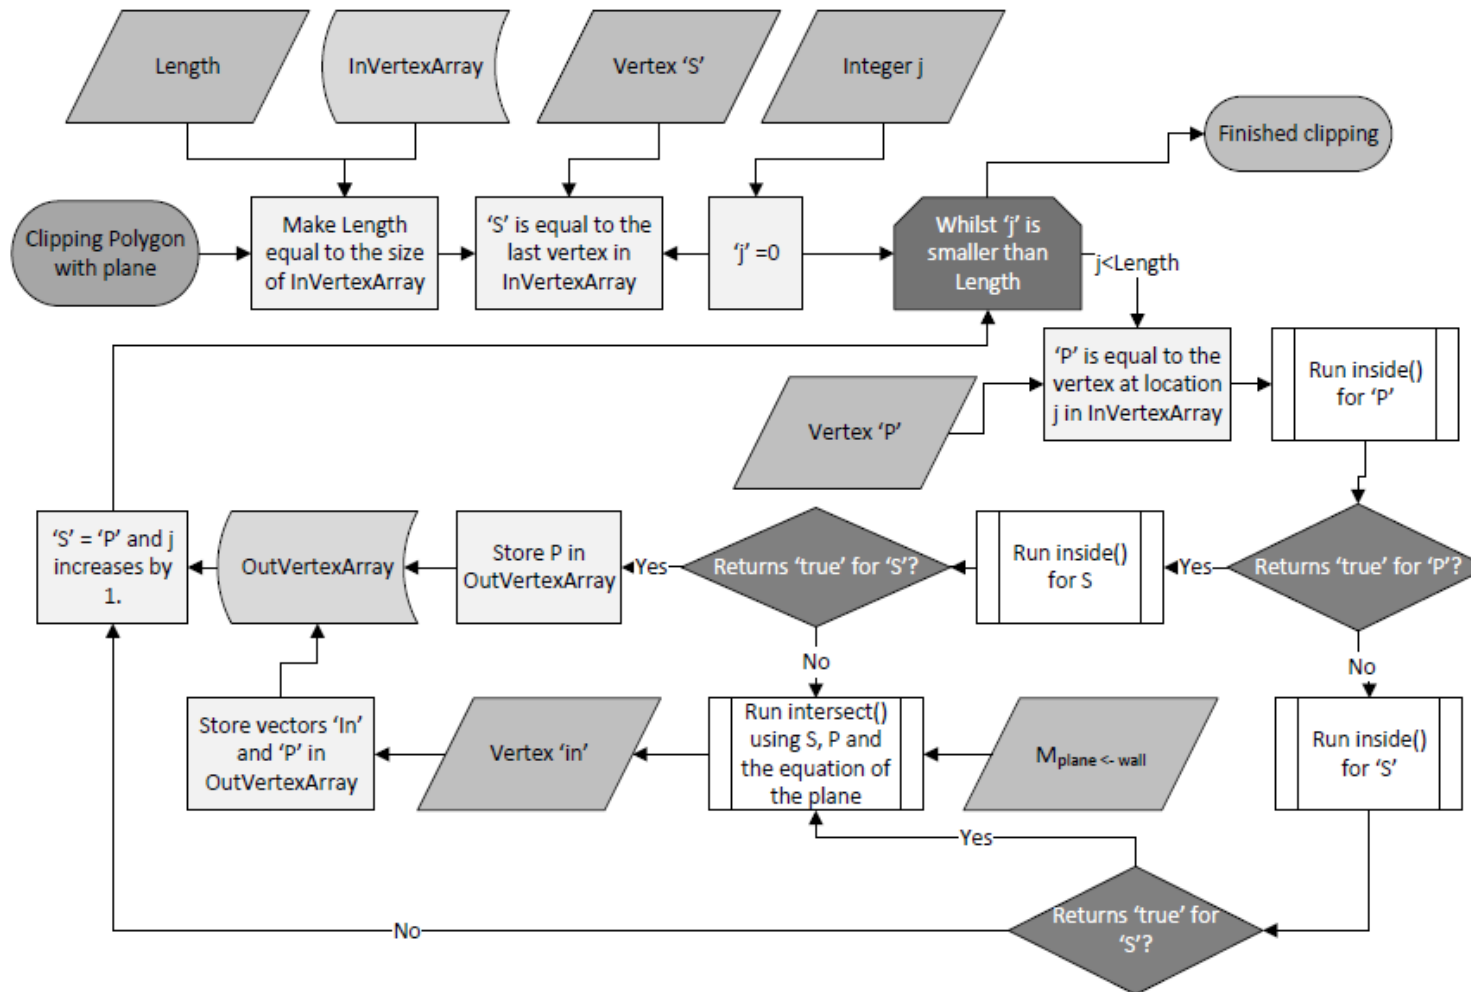 Length
InVertexArray
Vertex ‘S’
Integer j
Finished clipping
Clipping Polygon
with plane
Make Length
equal to the size
of InVertexArray
‘S’ is equal to the
last vertex in
InVertexArray
‘j’ =0
Whilst ‘j’ is
smaller than
Length
j<Length
‘P’ is equal to the
vertex at location
j in InVertexArray
Run inside()
for ‘P’
Vertex ‘P’
‘S’ = ‘P’ and j
increases by
1.
OutVertexArray
Store P in
OutVertexArray
Yes
Returns ‘true’ for ‘S’?
Run inside()
for S
Yes
Returns ‘true’ for ‘P’?
No
No
Store vectors ‘In’
and ‘P’ in
OutVertexArray
Vertex ‘in’
Run intersect()
using S, P and
the equation of
the plane
Mplane <- wall
Run inside()
for ‘S’
Yes
Returns ‘true’ for
‘S’?
No